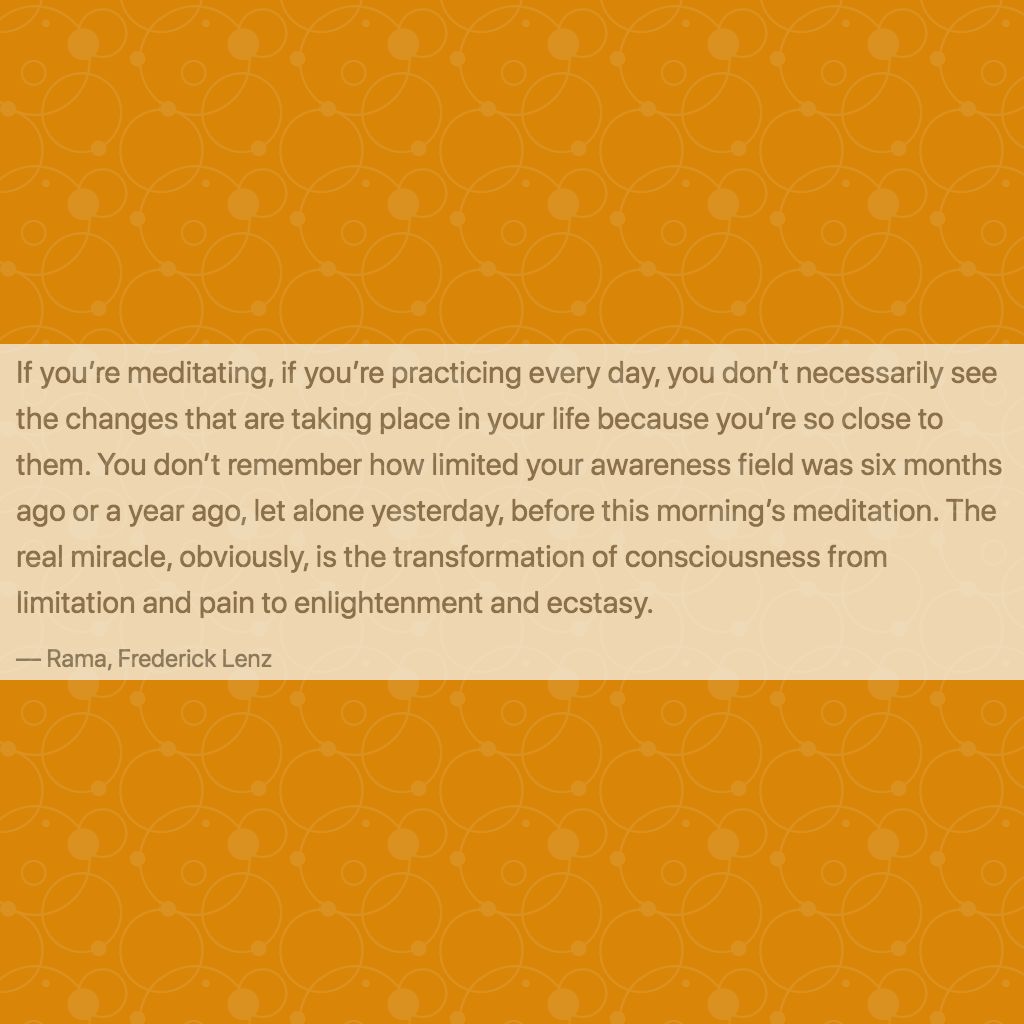 If you’re meditating, if you’re practicing every day, you don’t necessarily see
the changes that are taking place in your life because you’re so close to
them. You don’t remember how limited your awareness field was six months
ago or a year ago, let alone yesterday, before this morning’s meditation. The
real miracle, obviously, is the transformation of consciousness from
limitation and pain to enlightenment and ecstasy.
— Rama, Frederick Lenz